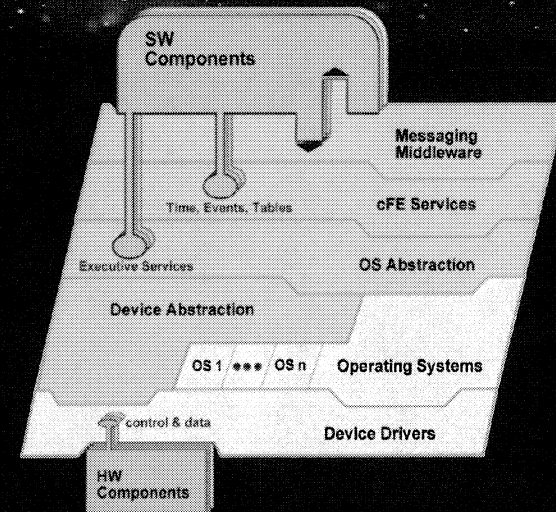 SW
Components
Messaging
Middleware
Time, Events, Tables
cFE Services
Executive Services
OS Abstraction
Device Abstraction
OS 1 ●●● OS n
Operating Systems
control & data
Device Drivers
HW
Components